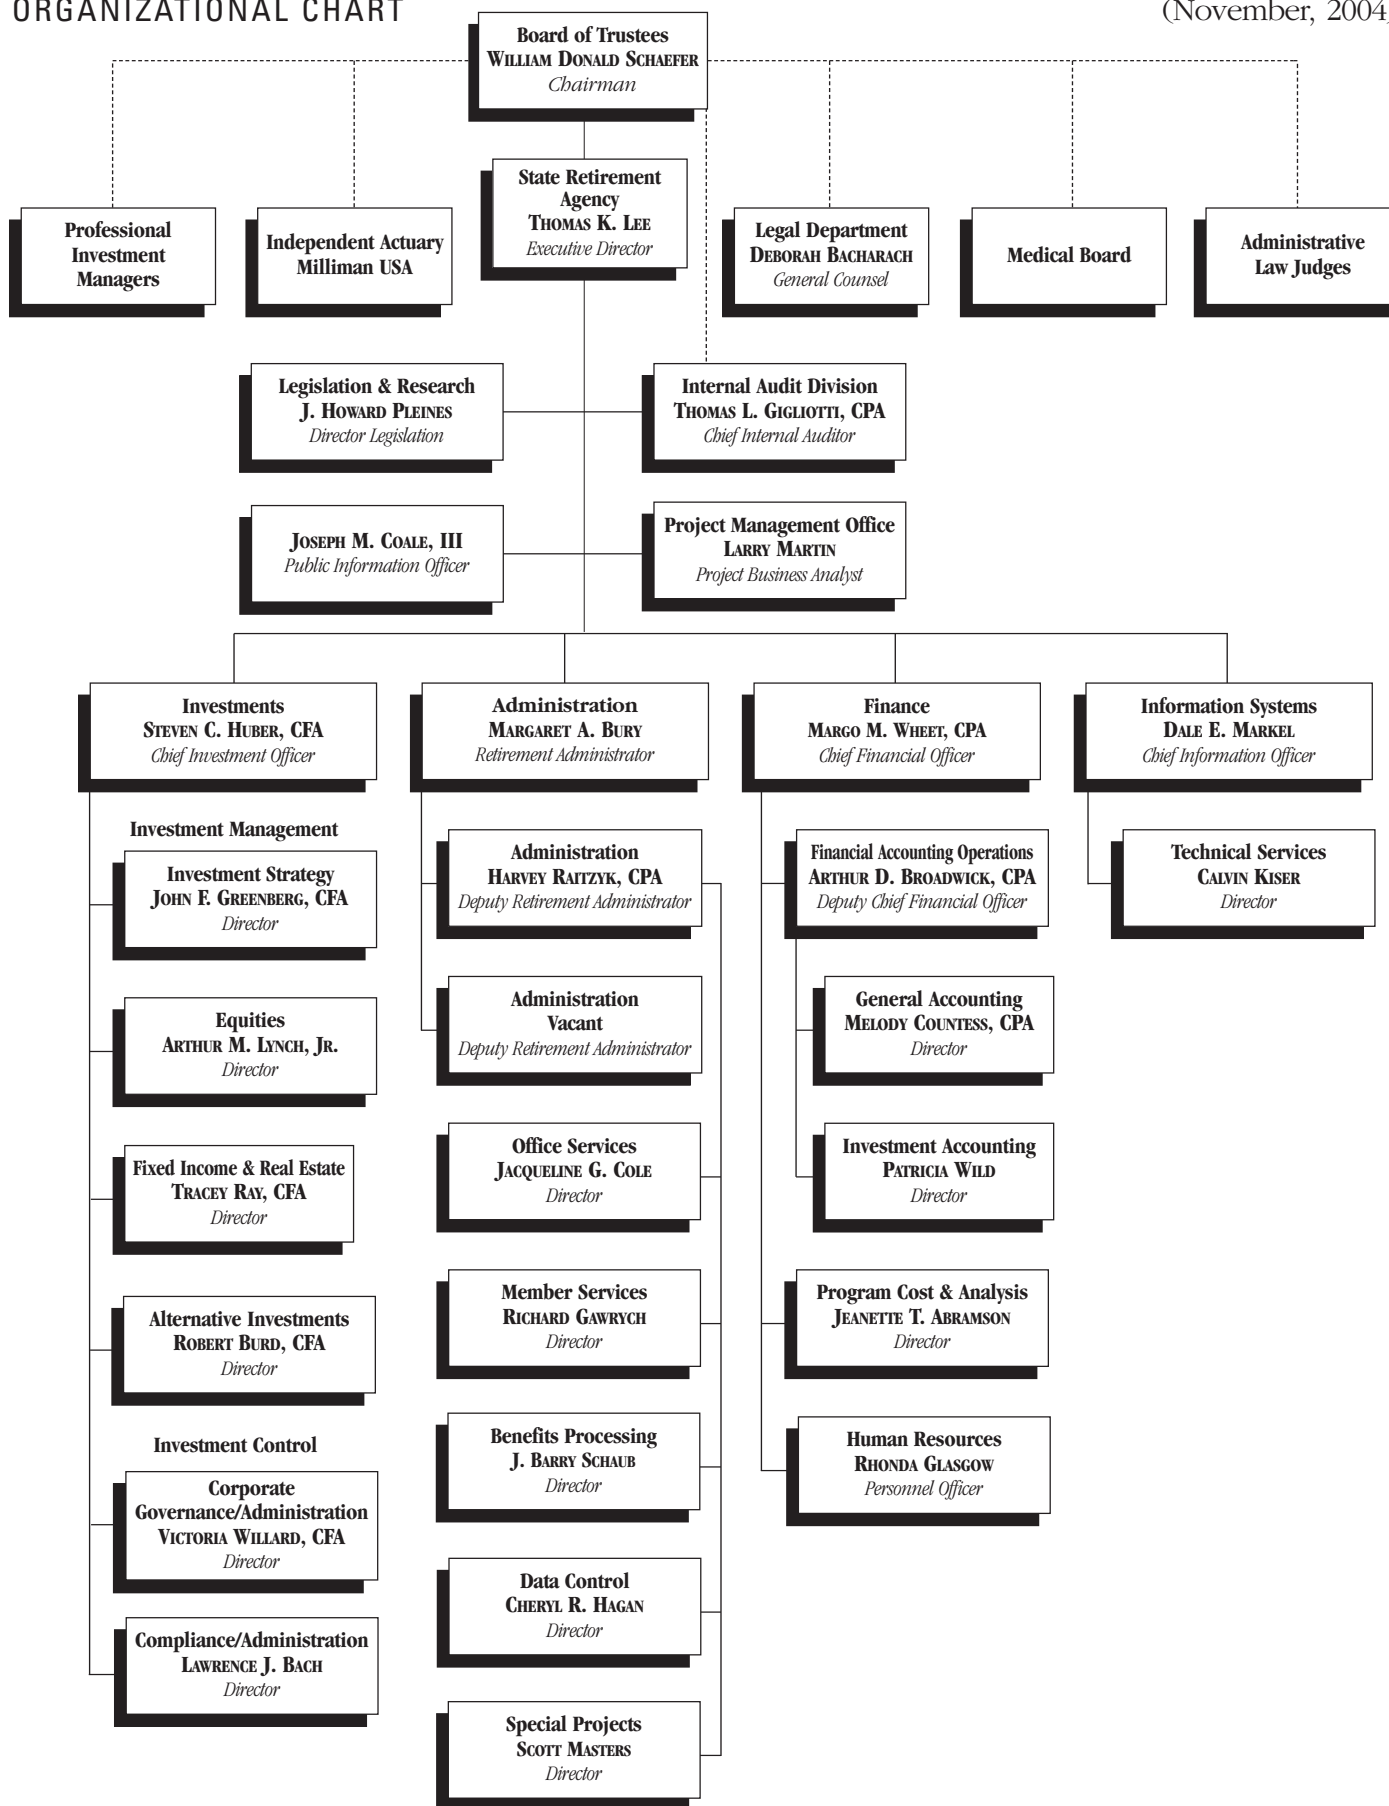 ORGANIZATIONAL CHART
(November, 2004)
Board of Trustees
WILLIAM DONALD SCHAEFER
Chairman
State Retirement
Agency
THOMAS K. LEE
Executive Director
Professional
Investment
Managers
Independent Actuary
Milliman USA
Legal Department
DEBORAH BACHARACH
General Counsel
Medical Board
Administrative
Law Judges
Legislation & Research
J. HOWARD PLEINES
Director Legislation
Internal Audit Division
THOMAS L. GIGLIOTTI, CPA
Chief Internal Auditor
JOSEPH M. COALE, III
Public Information Officer
Project Management Office
LARRY MARTIN
Project Business Analyst
Investments
STEVEN C. HUBER, CFA
Chief Investment Officer
Administration
MARGARET A. BURY
Retirement Administrator
Finance
MARGO M. WHEET, CPA
Chief Financial Officer
Information Systems
DALE E. MARKEL
Chief Information Officer
Investment Management
Investment Strategy
JOHN F. GREENBERG, CFA
Director
Equities
ARTHUR M. LYNCH, JR.
Director
Fixed Income & Real Estate
TRACEY RAY, CFA
Director
Alternative Investments
ROBERT BURD, CFA
Director
Investment Control
Corporate
Governance/Administration
VICTORIA WILLARD, CFA
Director
Compliance/Administration
LAWRENCE J. BACH
Director
Administration
HARVEY RAITZYK, CPA
Deputy Retirement Administrator
Administration
Vacant
Deputy Retirement Administrator
Office Services
JACQUELINE G. COLE
Director
Member Services
RICHARD GAWRYCH
Director
Benefits Processing
J. BARRY SCHAUB
Director
Data Control
CHERYL R. HAGAN
Director
Special Projects
SCOTT MASTERS
Director
Financial Accounting Operations
ARTHUR D. BROADWICK, CPA
Deputy Chief Financial Officer
General Accounting
MELODY COUNTESS, CPA
Director
Investment Accounting
PATRICIA WILD
Director
Program Cost & Analysis
JEANETTE T. ABRAMSON
Director
Human Resources
RHONDA GLASGOW
Personnel Officer
Technical Services
CALVIN KISER
Director